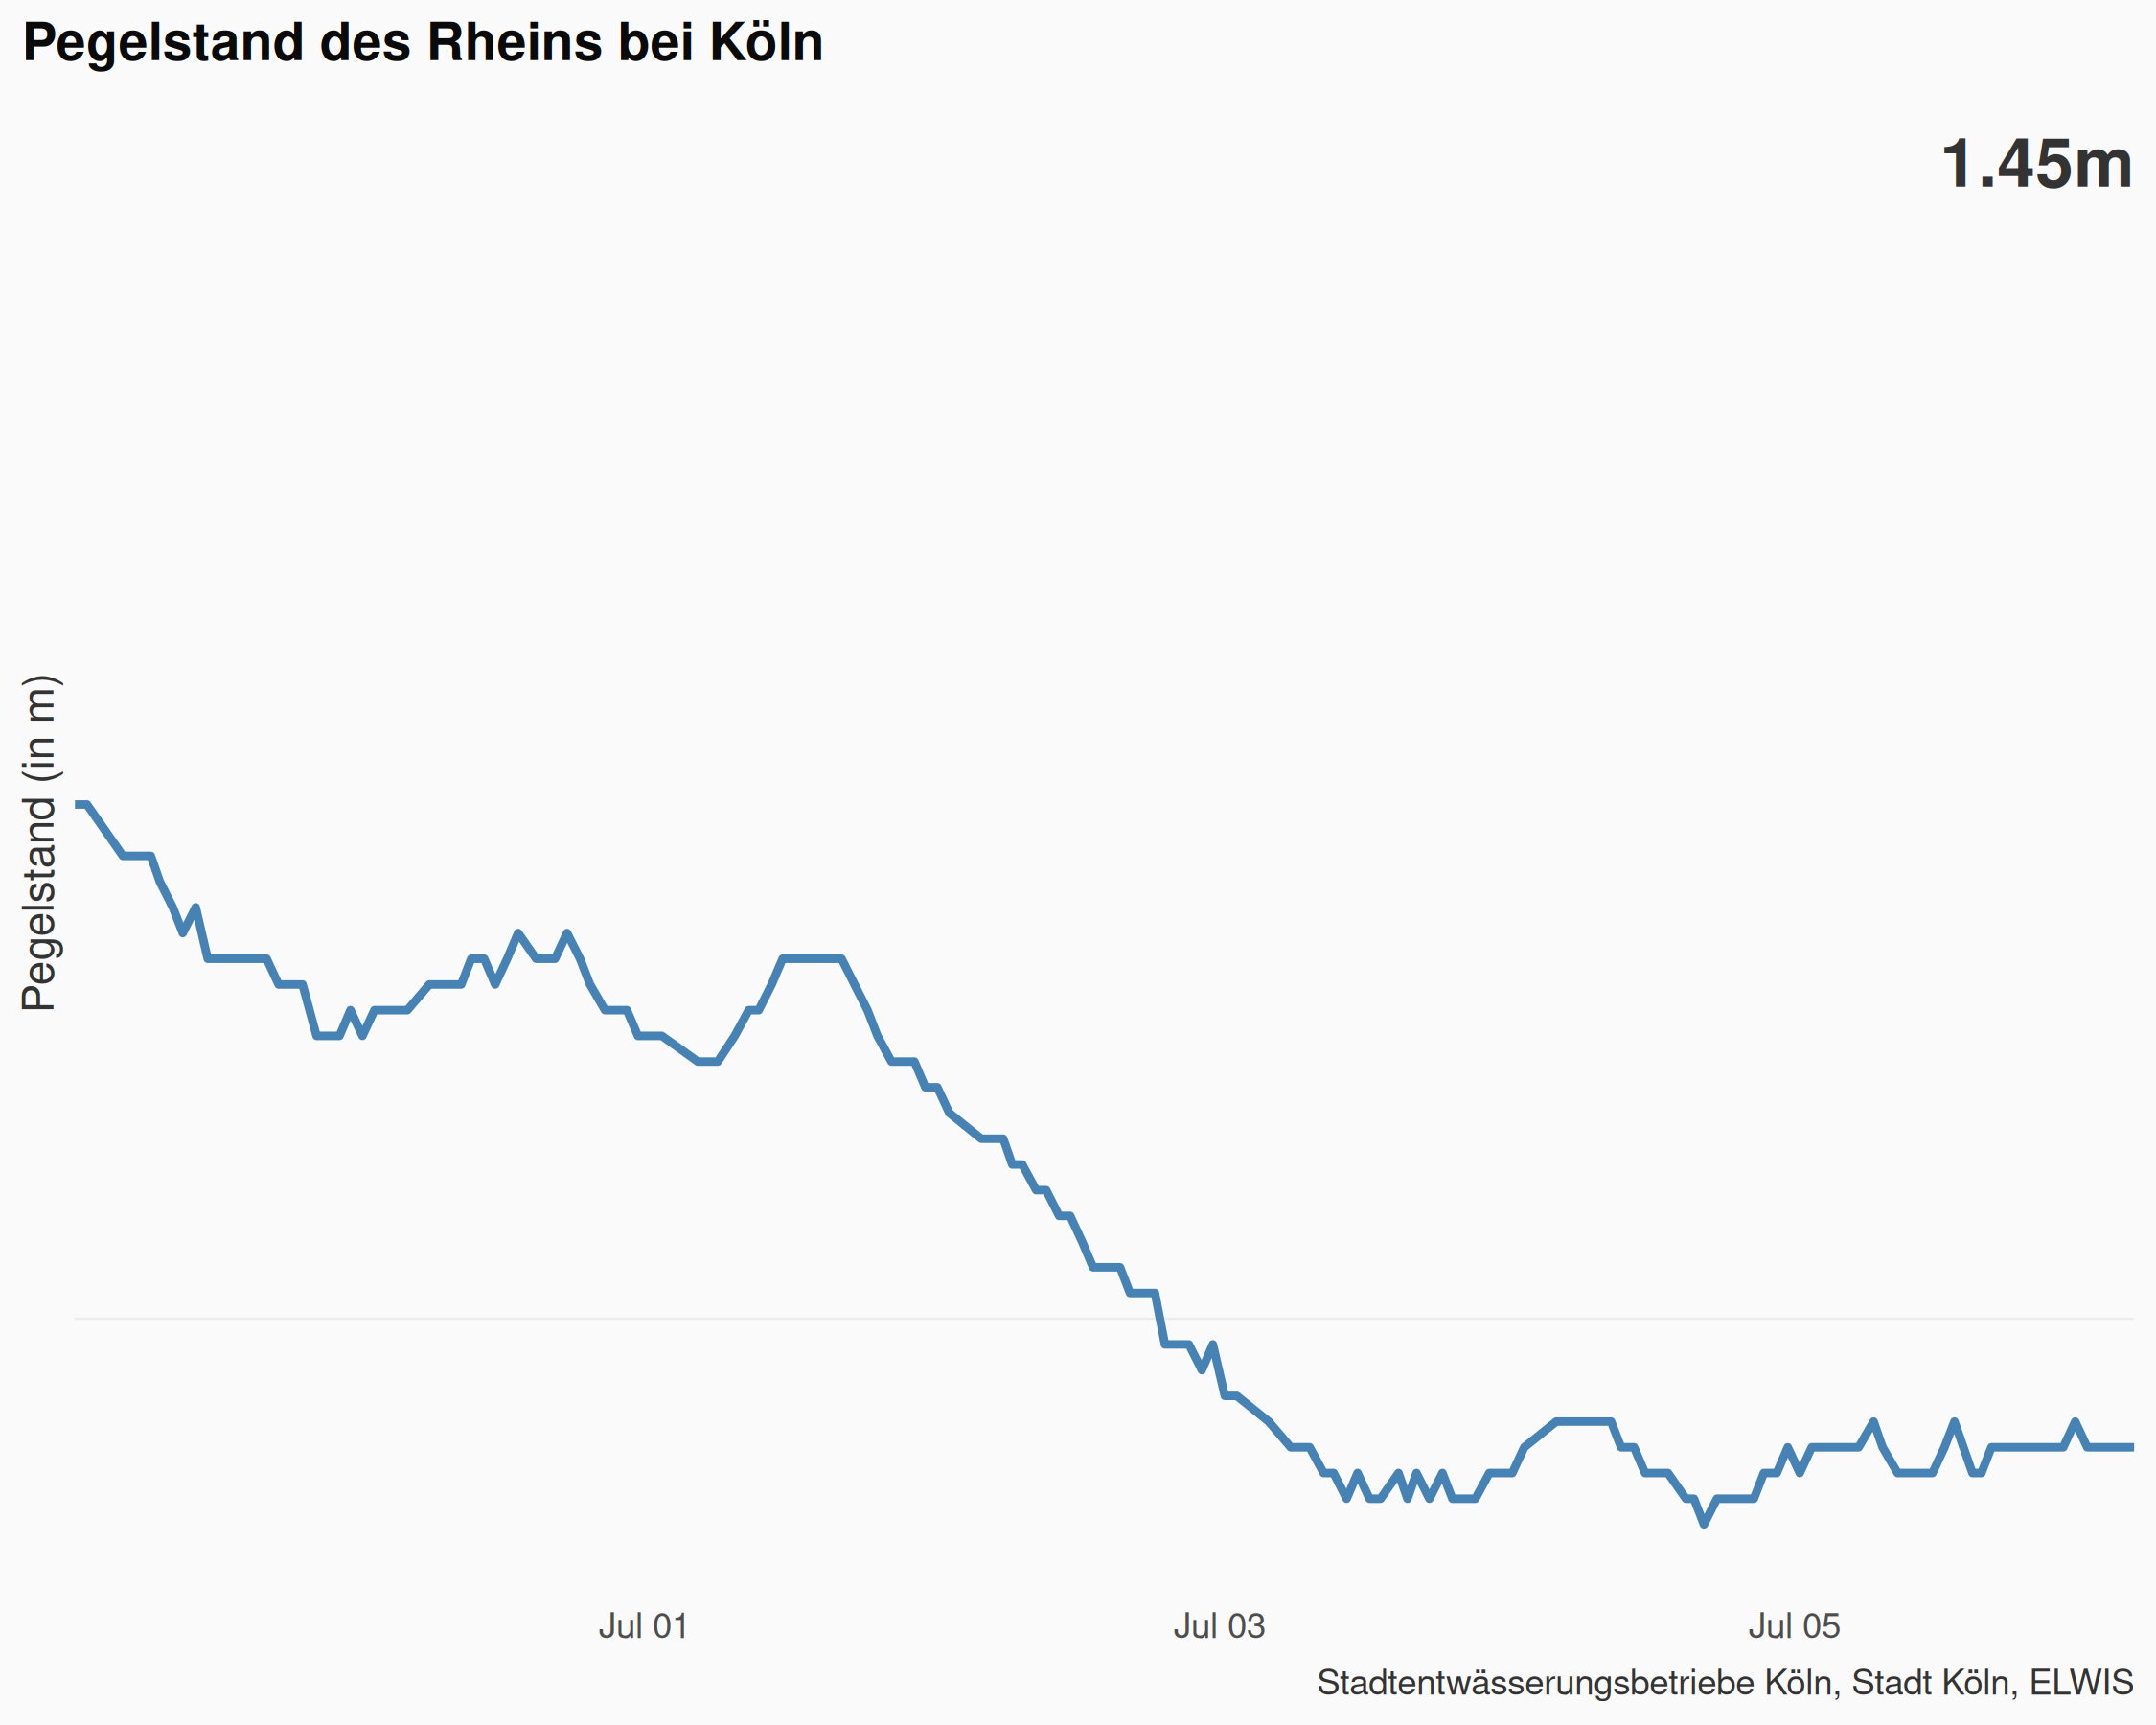 Pegelstand des Rheins bei Köln
1.45m
Pegelstand (in m)
Jul 01
Jul 03
Jul 05
Stadtentwässerungsbetriebe Köln, Stadt Köln, ELWIS